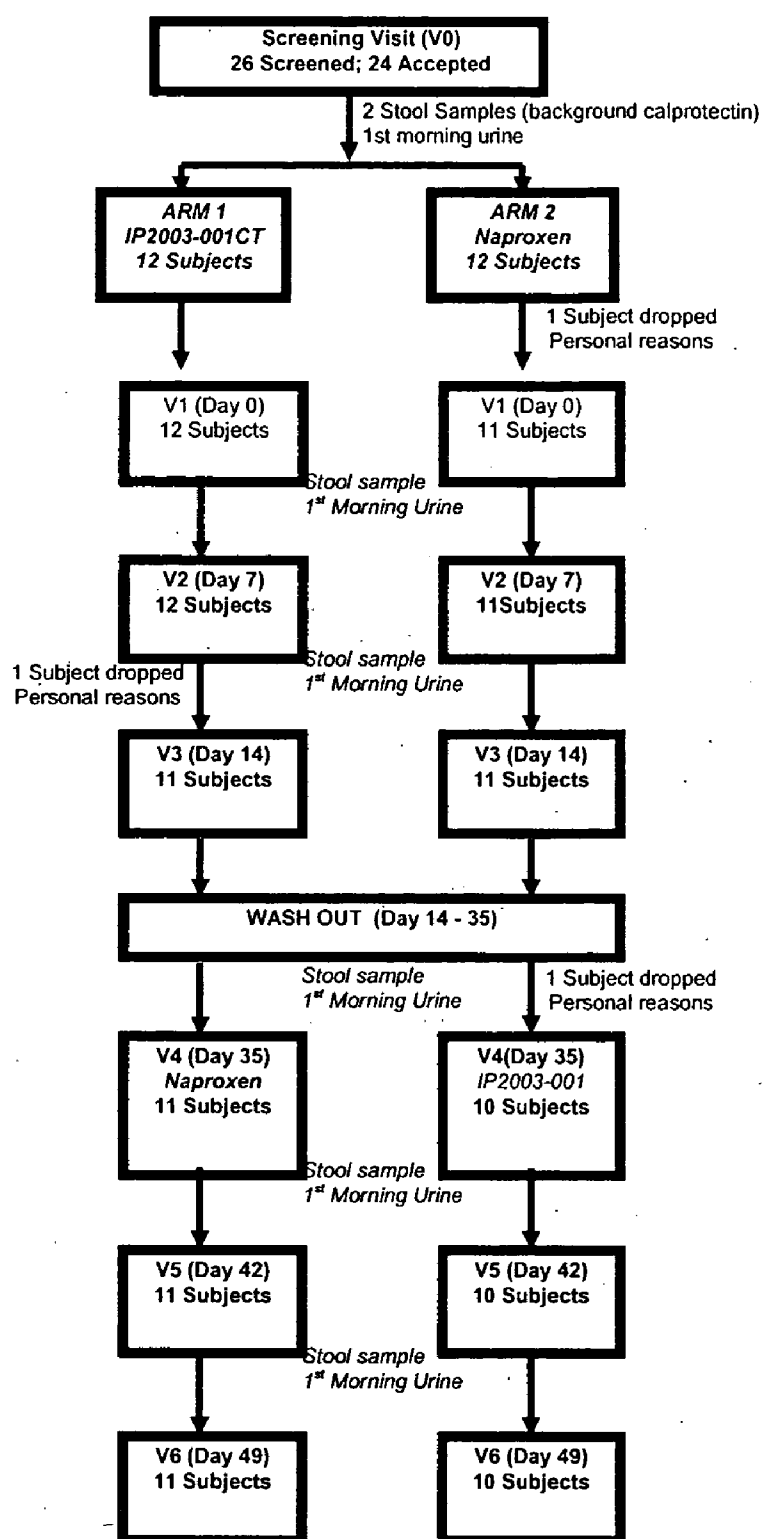 Screening Visit (V0)
26 Screened; 24 Accepted
2 Stool Samples (background calprotectin)
1st morning urine
ARM 1
IP2003-001CT
12 Subjects
ARM 2
Naproxen
12 Subjects
1 Subject dropped
Personal reasons
V1 (Day 0)
12 Subjects
V1 (Day 0)
11 Subjects
Stool sample
1st Morning Urine
V2 (Day 7)
12 Subjects
V2 (Day 7)
11Subjects
1 Subject dropped
Personal reasons
Stool sample
1st Morning Urine
V3 (Day 14)
11 Subjects
V3 (Day 14)
11 Subjects
WASH OUT (Day 14 - 35)
Stool sample
1st Morning Urine
1 Subject dropped
Personal reasons
V4 (Day 35)
Naproxen
11 Subjects
V4(Day 35)
IP2003-001
10 Subjects
Stool sample
1st Morning Urine
V5 (Day 42)
11 Subjects
V5 (Day 42)
10 Subjects
Stool sample
1st Morning Urine
V6 (Day 49)
11 Subjects
V6 (Day 49)
10 Subjects